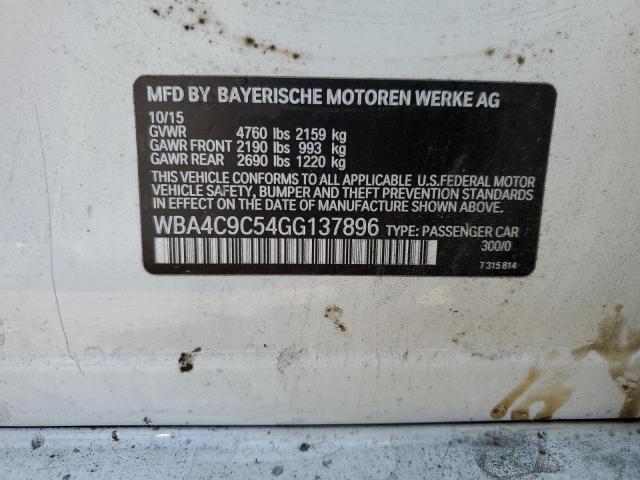 MFD BY BAYERISCHE MOTOREN WERKE AG
10/15
GVWR 4760 lbs 2159 kg
GAWR FRONT 2190 lbs 993 kg
GAWR REAR 2690 lbs 1220 kg
THIS VEHICLE CONFORMS TO ALL APPLICABLE U.S.FEDERAL MOTOR
VEHICLE SAFETY, BUMPER AND THEFT PREVENTION STANDARDS
IN EFFECT ON THE DATE OF MANUFACTURE SHOWN ABOVE.
WBA4C9C54GG137896 TYPE: PASSENGER CAR
300/0
7 315 814